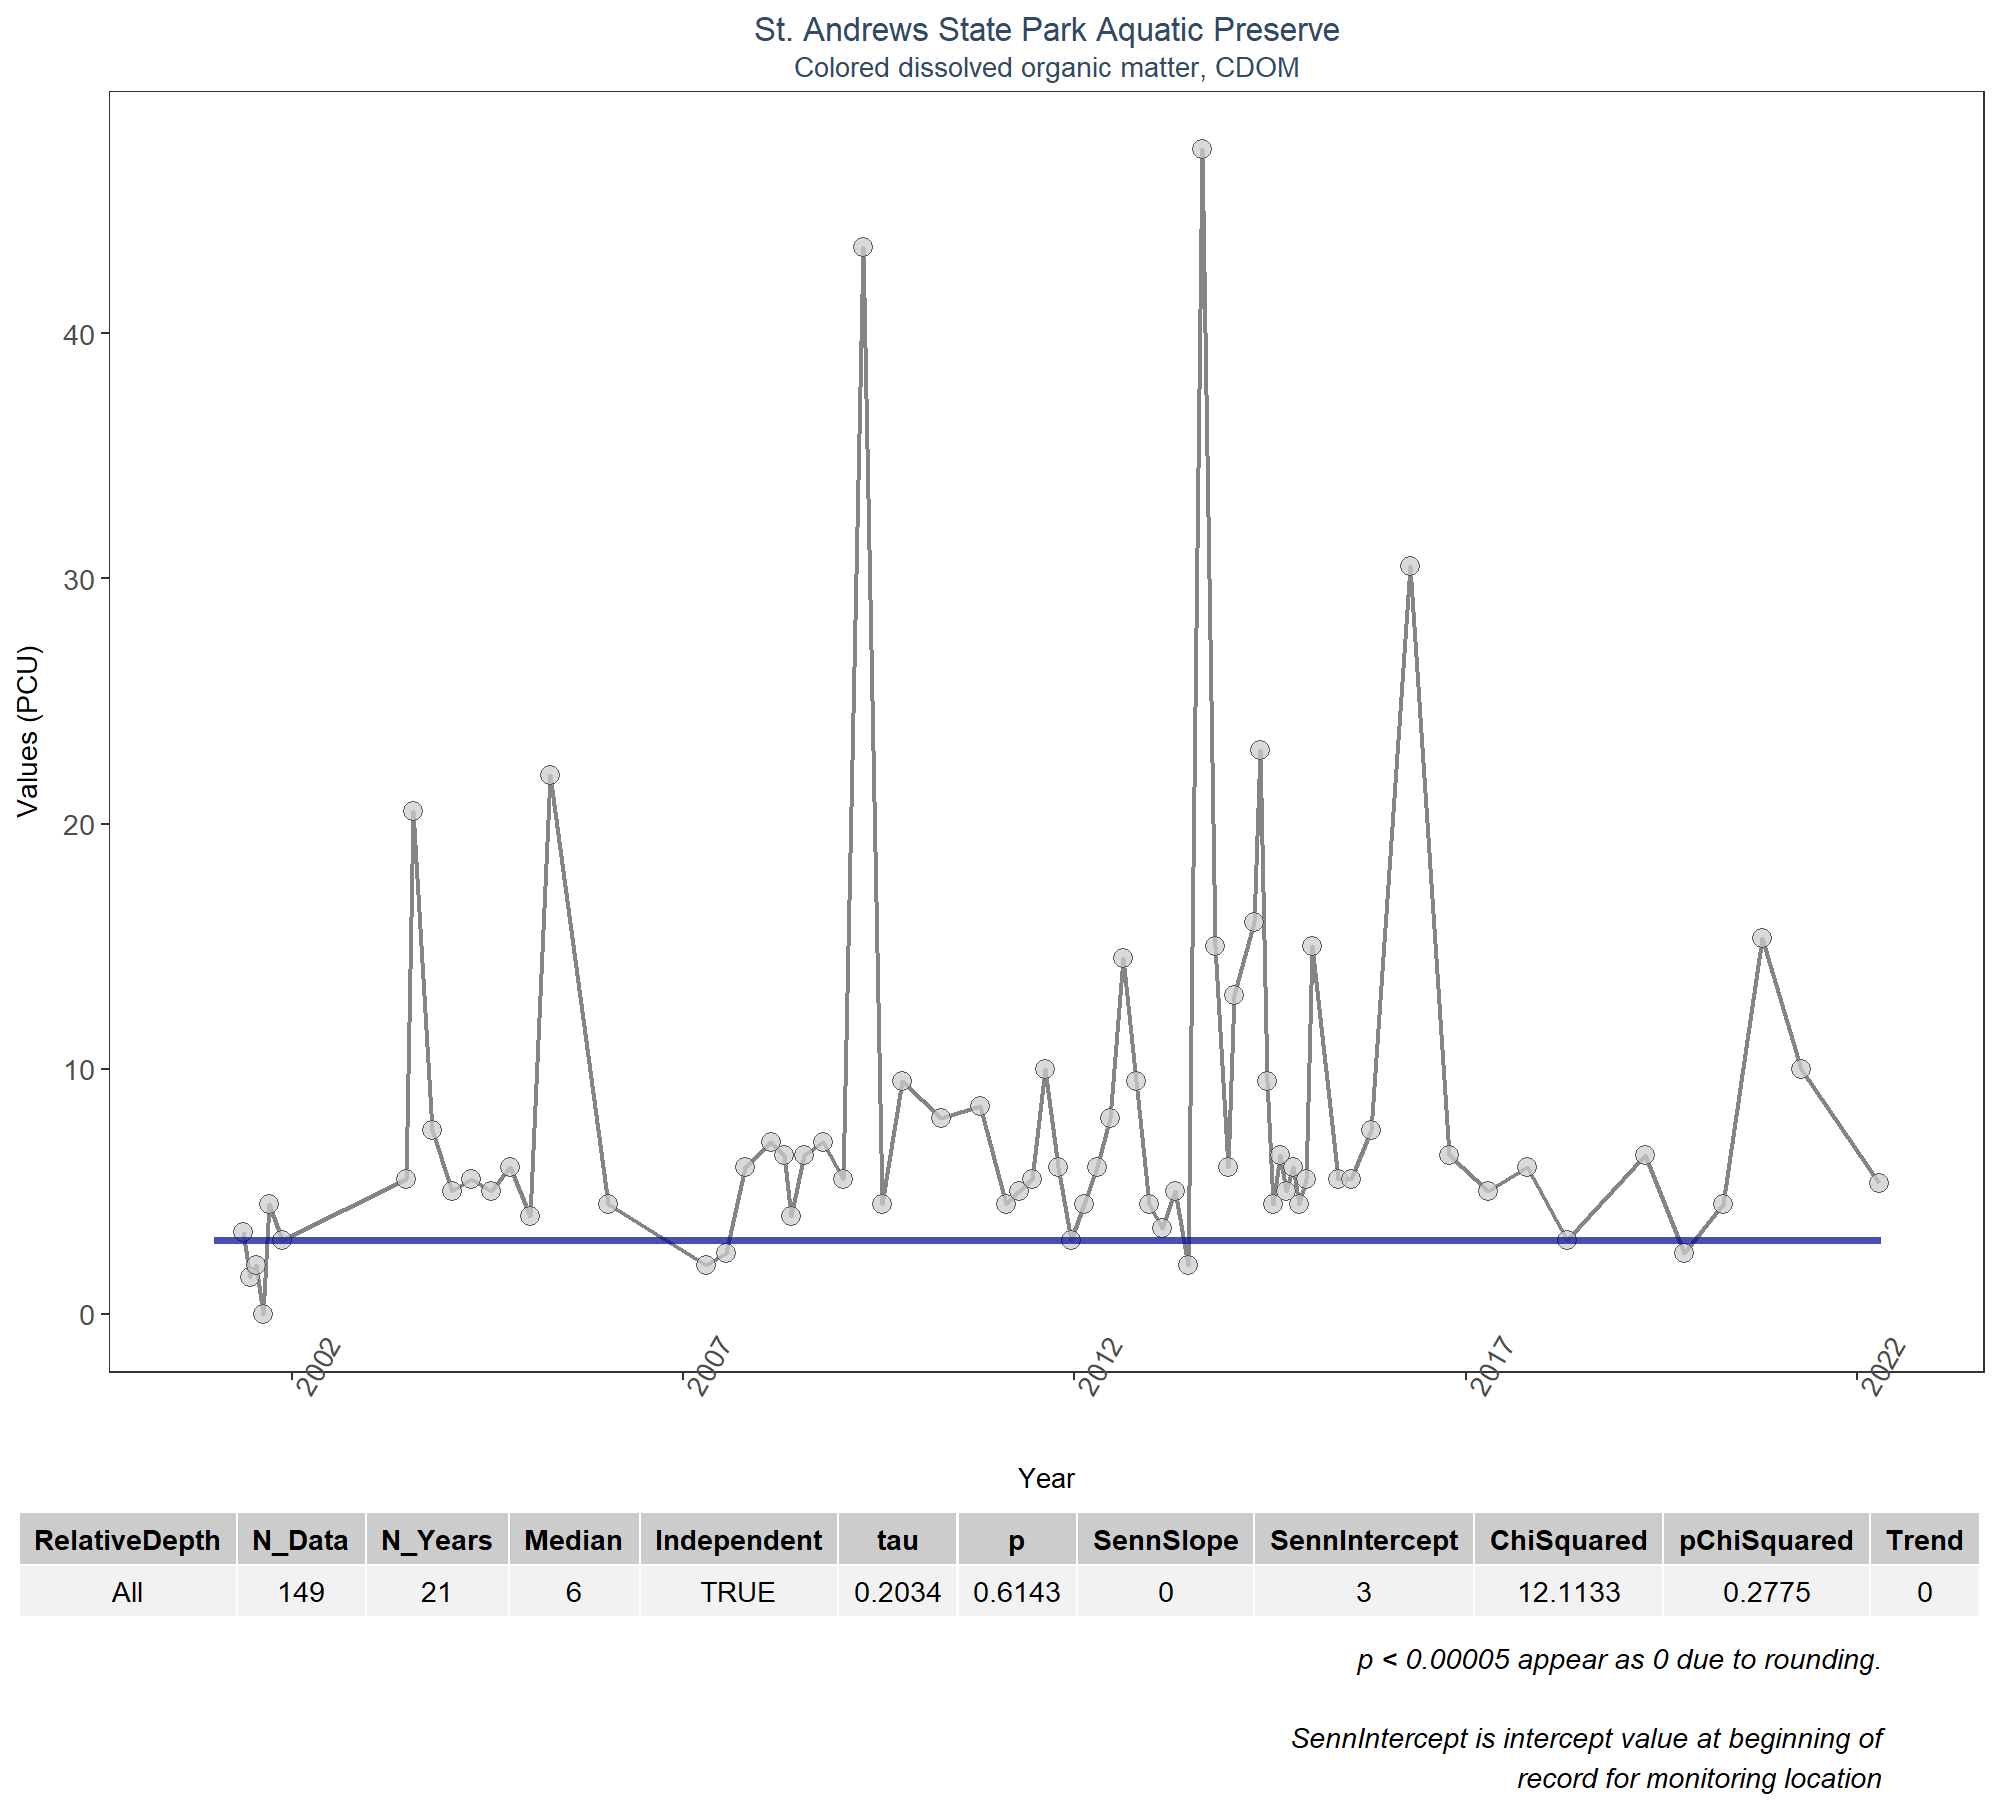 St. Andrews State Park Aquatic Preserve
Colored dissolved organic matter, CDOM
Values (PCU)
40
30
20
10
0
2002 2007 2012 2017 2022
Year
RelativeDepth N_Data N_Years Median Independent tau p SennSlope SennIntercept ChiSquared pChiSquared Trend
All 149 21 6 TRUE 0.2034 0.6143 0 3 12.1133 0.2775 0
p < 0.00005 appear as 0 due to rounding.
SennIntercept is intercept value at beginning of
record for monitoring location